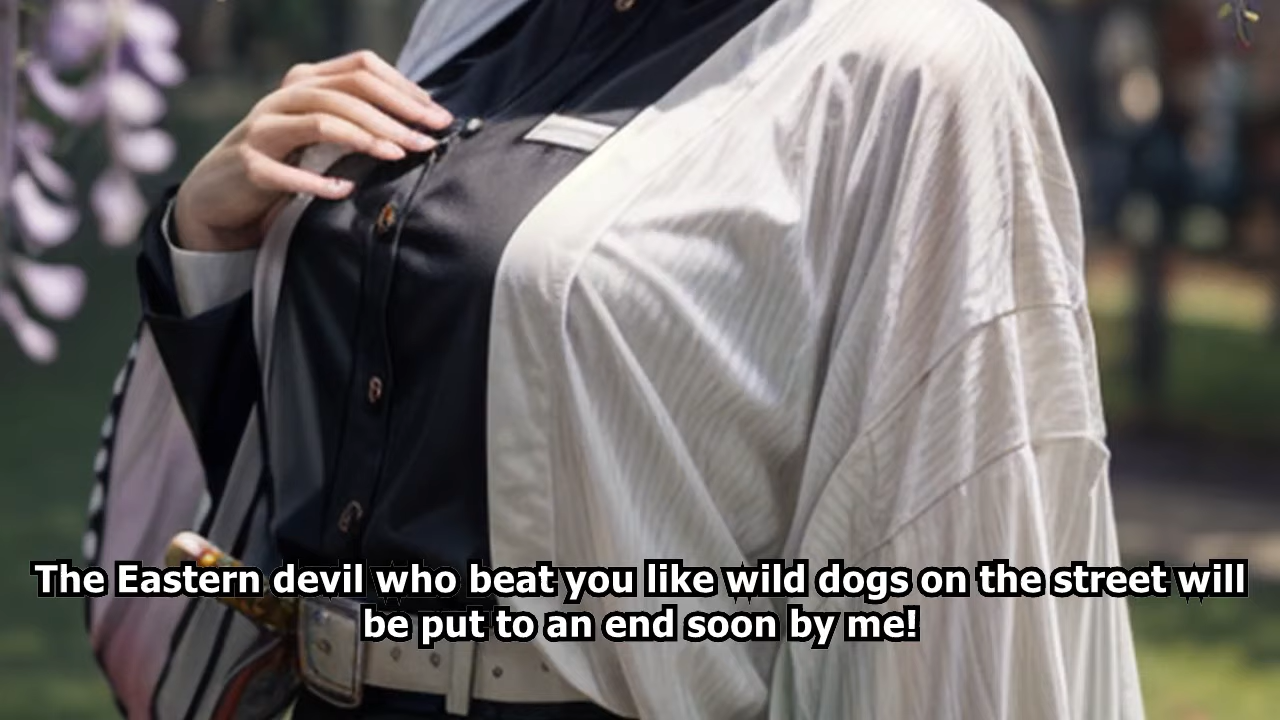 The Eastern devil who beat you like wild dogs on the street will
be put to an end soon by me!